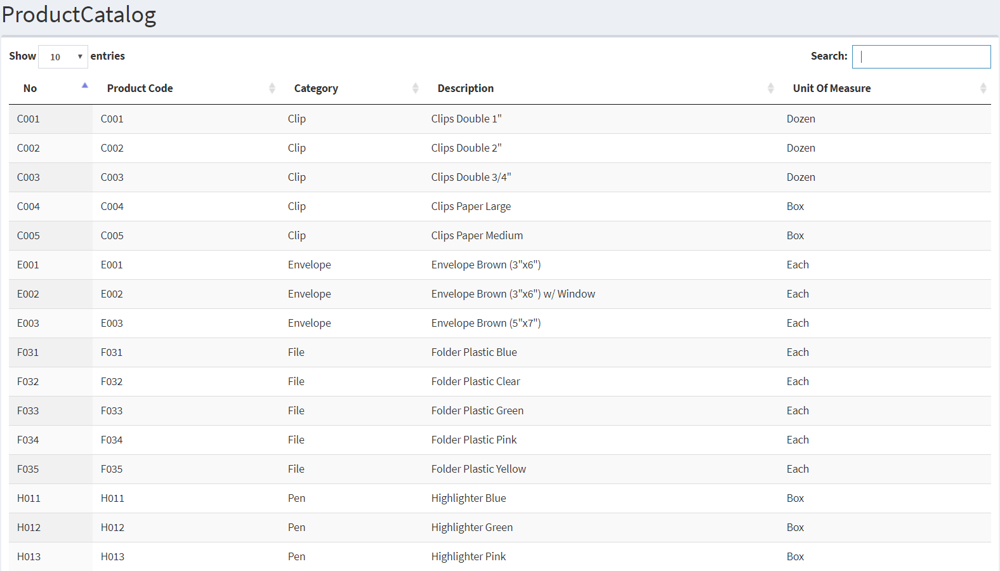 ProductCatalog
Show 10 entries Search:
No Product Code Category Description Unit Of Measure
C001 C001 Clip Clips Double 1" Dozen
C002 C002 Clip Clips Double 2" Dozen
C003 C003 Clip Clips Double 3/4" Dozen
C004 C004 Clip Clips Paper Large Box
C005 C005 Clip Clips Paper Medium Box
E001 E001 Envelope Envelope Brown (3"x6") Each
E002 E002 Envelope Envelope Brown (3"x6") w/ Window Each
E003 E003 Envelope Envelope Brown (5"x7") Each
F031 F031 File Folder Plastic Blue Each
F032 F032 File Folder Plastic Clear Each
F033 F033 File Folder Plastic Green Each
F034 F034 File Folder Plastic Pink Each
F035 F035 File Folder Plastic Yellow Each
H011 H011 Pen Highlighter Blue Box
H012 H012 Pen Highlighter Green Box
H013 H013 Pen Highlighter Pink Box